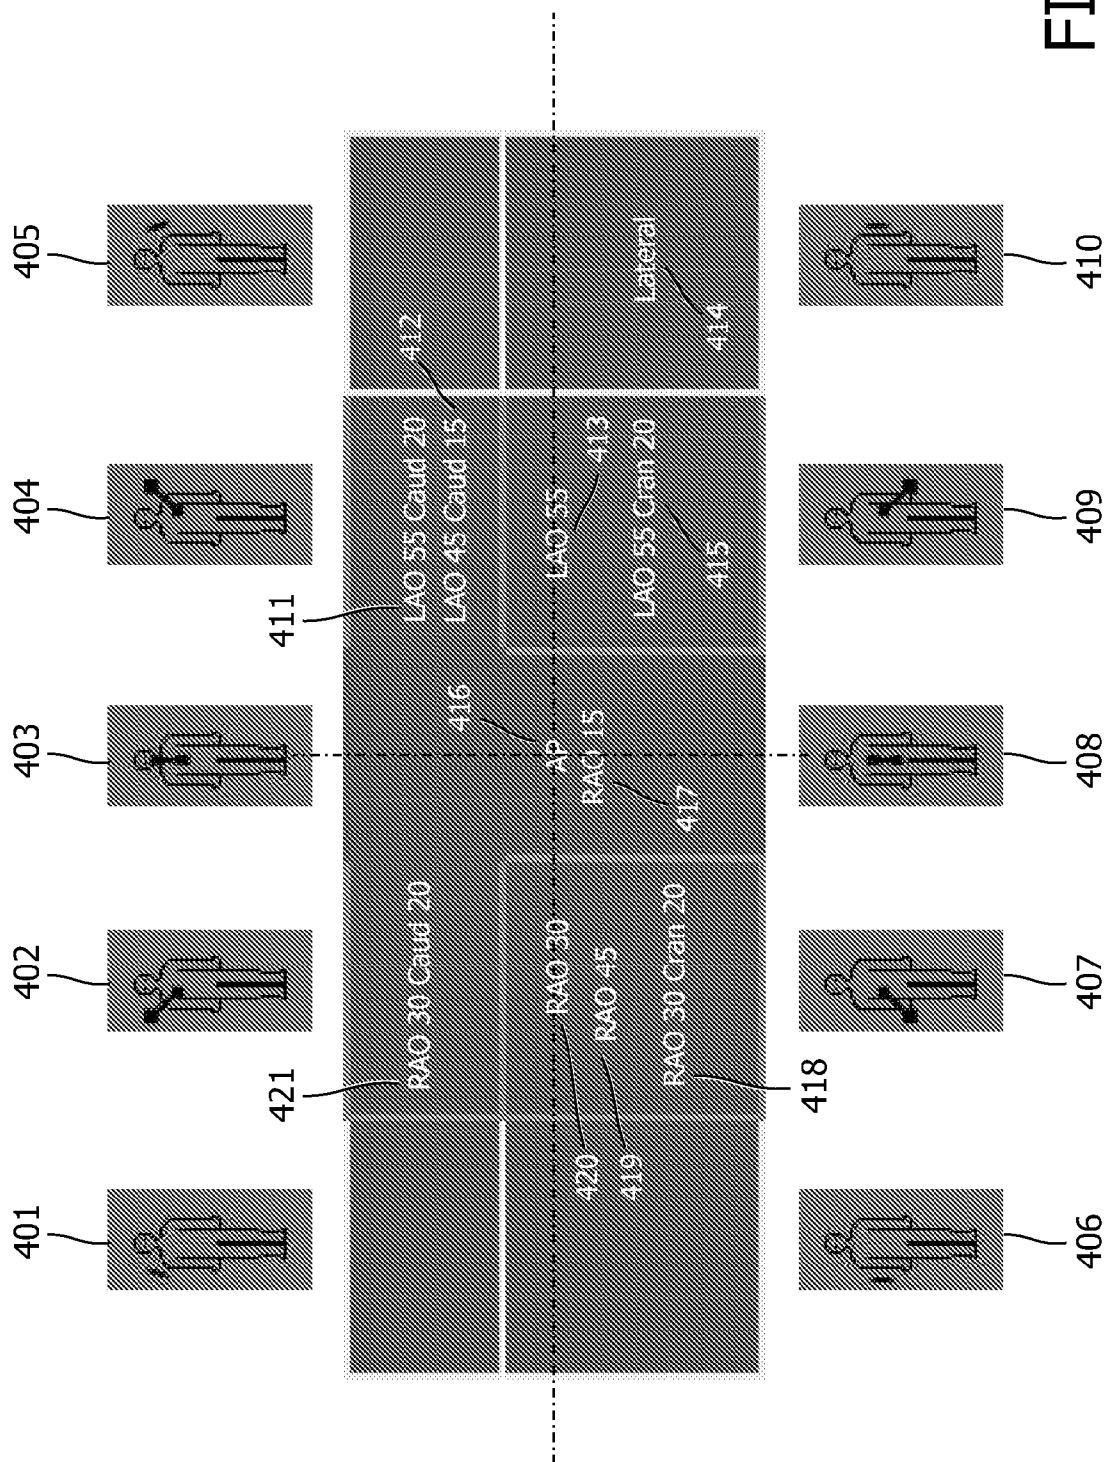 401 402 403 404 405
421 411
RAO 30 Caud 20 LAO 55 Caud 20 412
416 LAO 45 Caud 15
RAO 30 AP LAO 55
420 RAO 45 RAO 15 413
419 LAO 55 Cran 20 Lateral
RAO 30 Cran 20 417
415 414
418
406 407 408 409 410